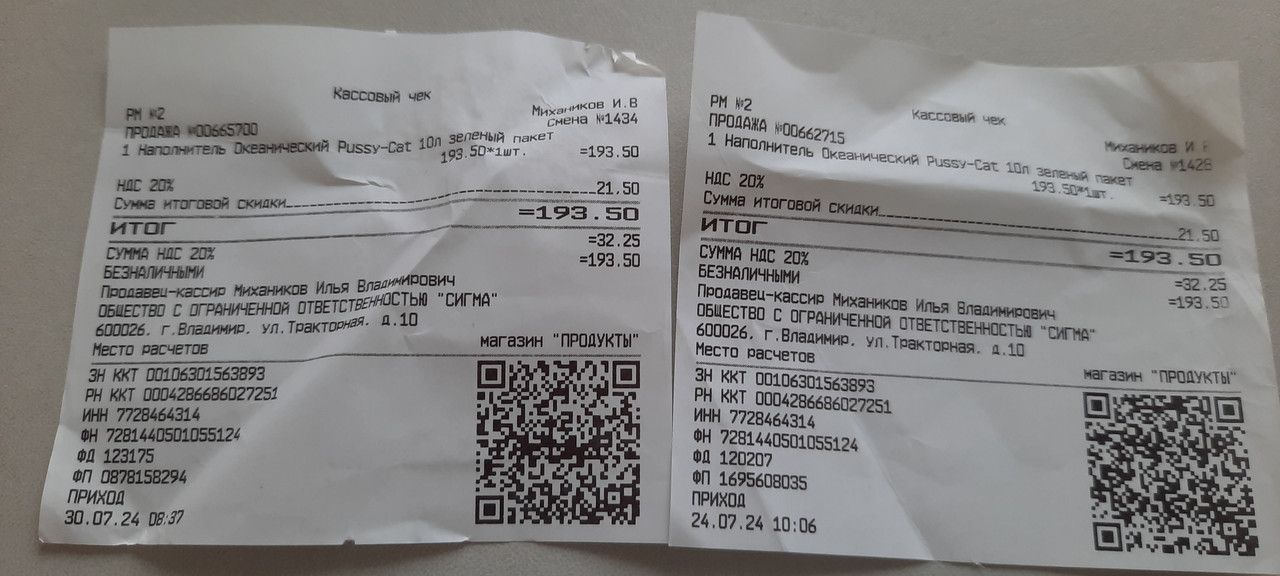 Кассовый чек
РМ №2
Механиков И.В
ПРОДАЖА №00665700
Смена №1434
1 Наполнитель Океанический Pussy-Cat 10л зеленый пакет
193.50*1шт. =193.50
НДС 20%
Сумма итоговой скидки 21.50
ИТОГ =193.50
СУММА НДС 20% =32.25
БЕЗНАЛИЧНЫМИ =193.50
Продавец-кассир Михаников Илья Владимирович
ОБЩЕСТВО С ОГРАНИЧЕННОЙ ОТВЕТСТВЕННОСТЬЮ "СИГМА"
600026, г.Владимир, ул.Тракторная, д.10
Место расчетов магазин "ПРОДУКТЫ"
ЗН ККТ 00106301563893
РН ККТ 0004286686027251
ИНН 7728464314
ФН 7281440501055124
ФД 123175
ФП 0878158294
ПРИХОД
30.07.24 08:37
Кассовый чек
РМ №2
Михаников И
ПРОДАЖА №00662715
Смена №1428
1 Наполнитель Океанический Pussy-Cat 10л зеленый пакет
193.50*1шт. =193.50
НДС 20%
Сумма итоговой скидки 21.50
ИТОГ =193.50
СУММА НДС 20% =32.25
БЕЗНАЛИЧНЫМИ =193.50
Продавец-кассир Михаников Илья Владимирович
ОБЩЕСТВО С ОГРАНИЧЕННОЙ ОТВЕТСТВЕННОСТЬЮ "СИГМА"
600026, г.Владимир, ул.Тракторная, д.10
Место расчетов магазин "ПРОДУКТЫ"
ЗН ККТ 00106301563893
РН ККТ 0004286686027251
ИНН 7728464314
ФН 7281440501055124
ФД 120207
ФП 1695608035
ПРИХОД
24.07.24 10:06